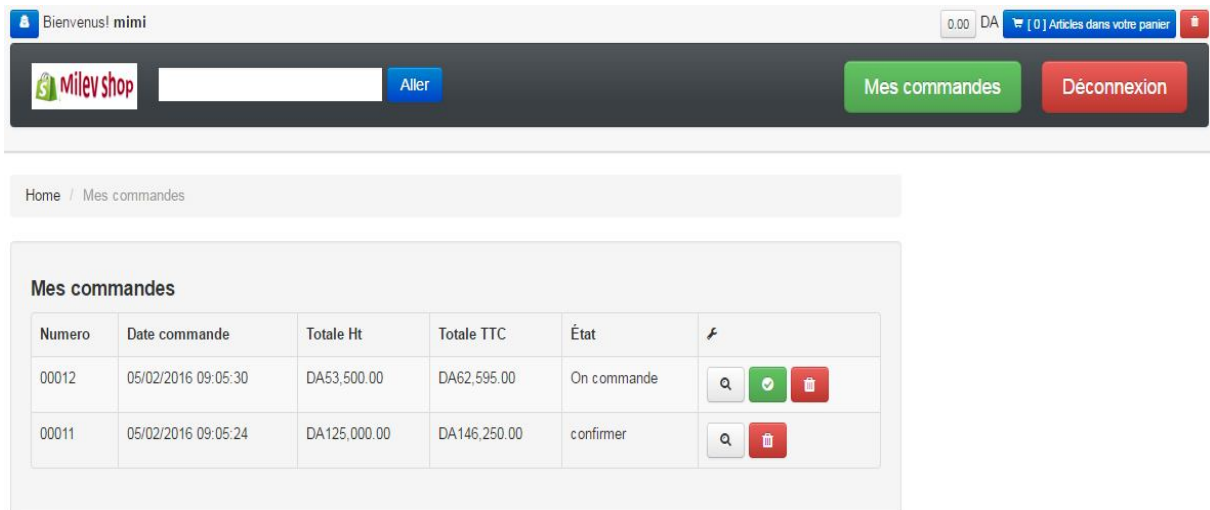 Bienvenus! mimi
0.00 DA [ 0 ] Articles dans votre panier
Milev shop
Aller
Mes commandes
Déconnexion
Home / Mes commandes
Mes commandes
Numero Date commande Totale Ht Totale TTC État
00012 05/02/2016 09:05:30 DA53,500.00 DA62,595.00 On commande
00011 05/02/2016 09:05:24 DA125,000.00 DA146,250.00 confirmer